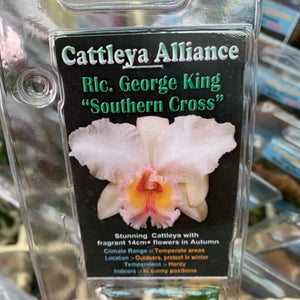 Cattleya Alliance
Rlc. George King
“Southern Cross”
Stunning Cattleya with
fragrant 14cm+ flowers in Autumn
Climate Range :- Temperate areas
Location :- Outdoors, protect in winter
Temperament :- Hardy
Indoors :- In sunny positions